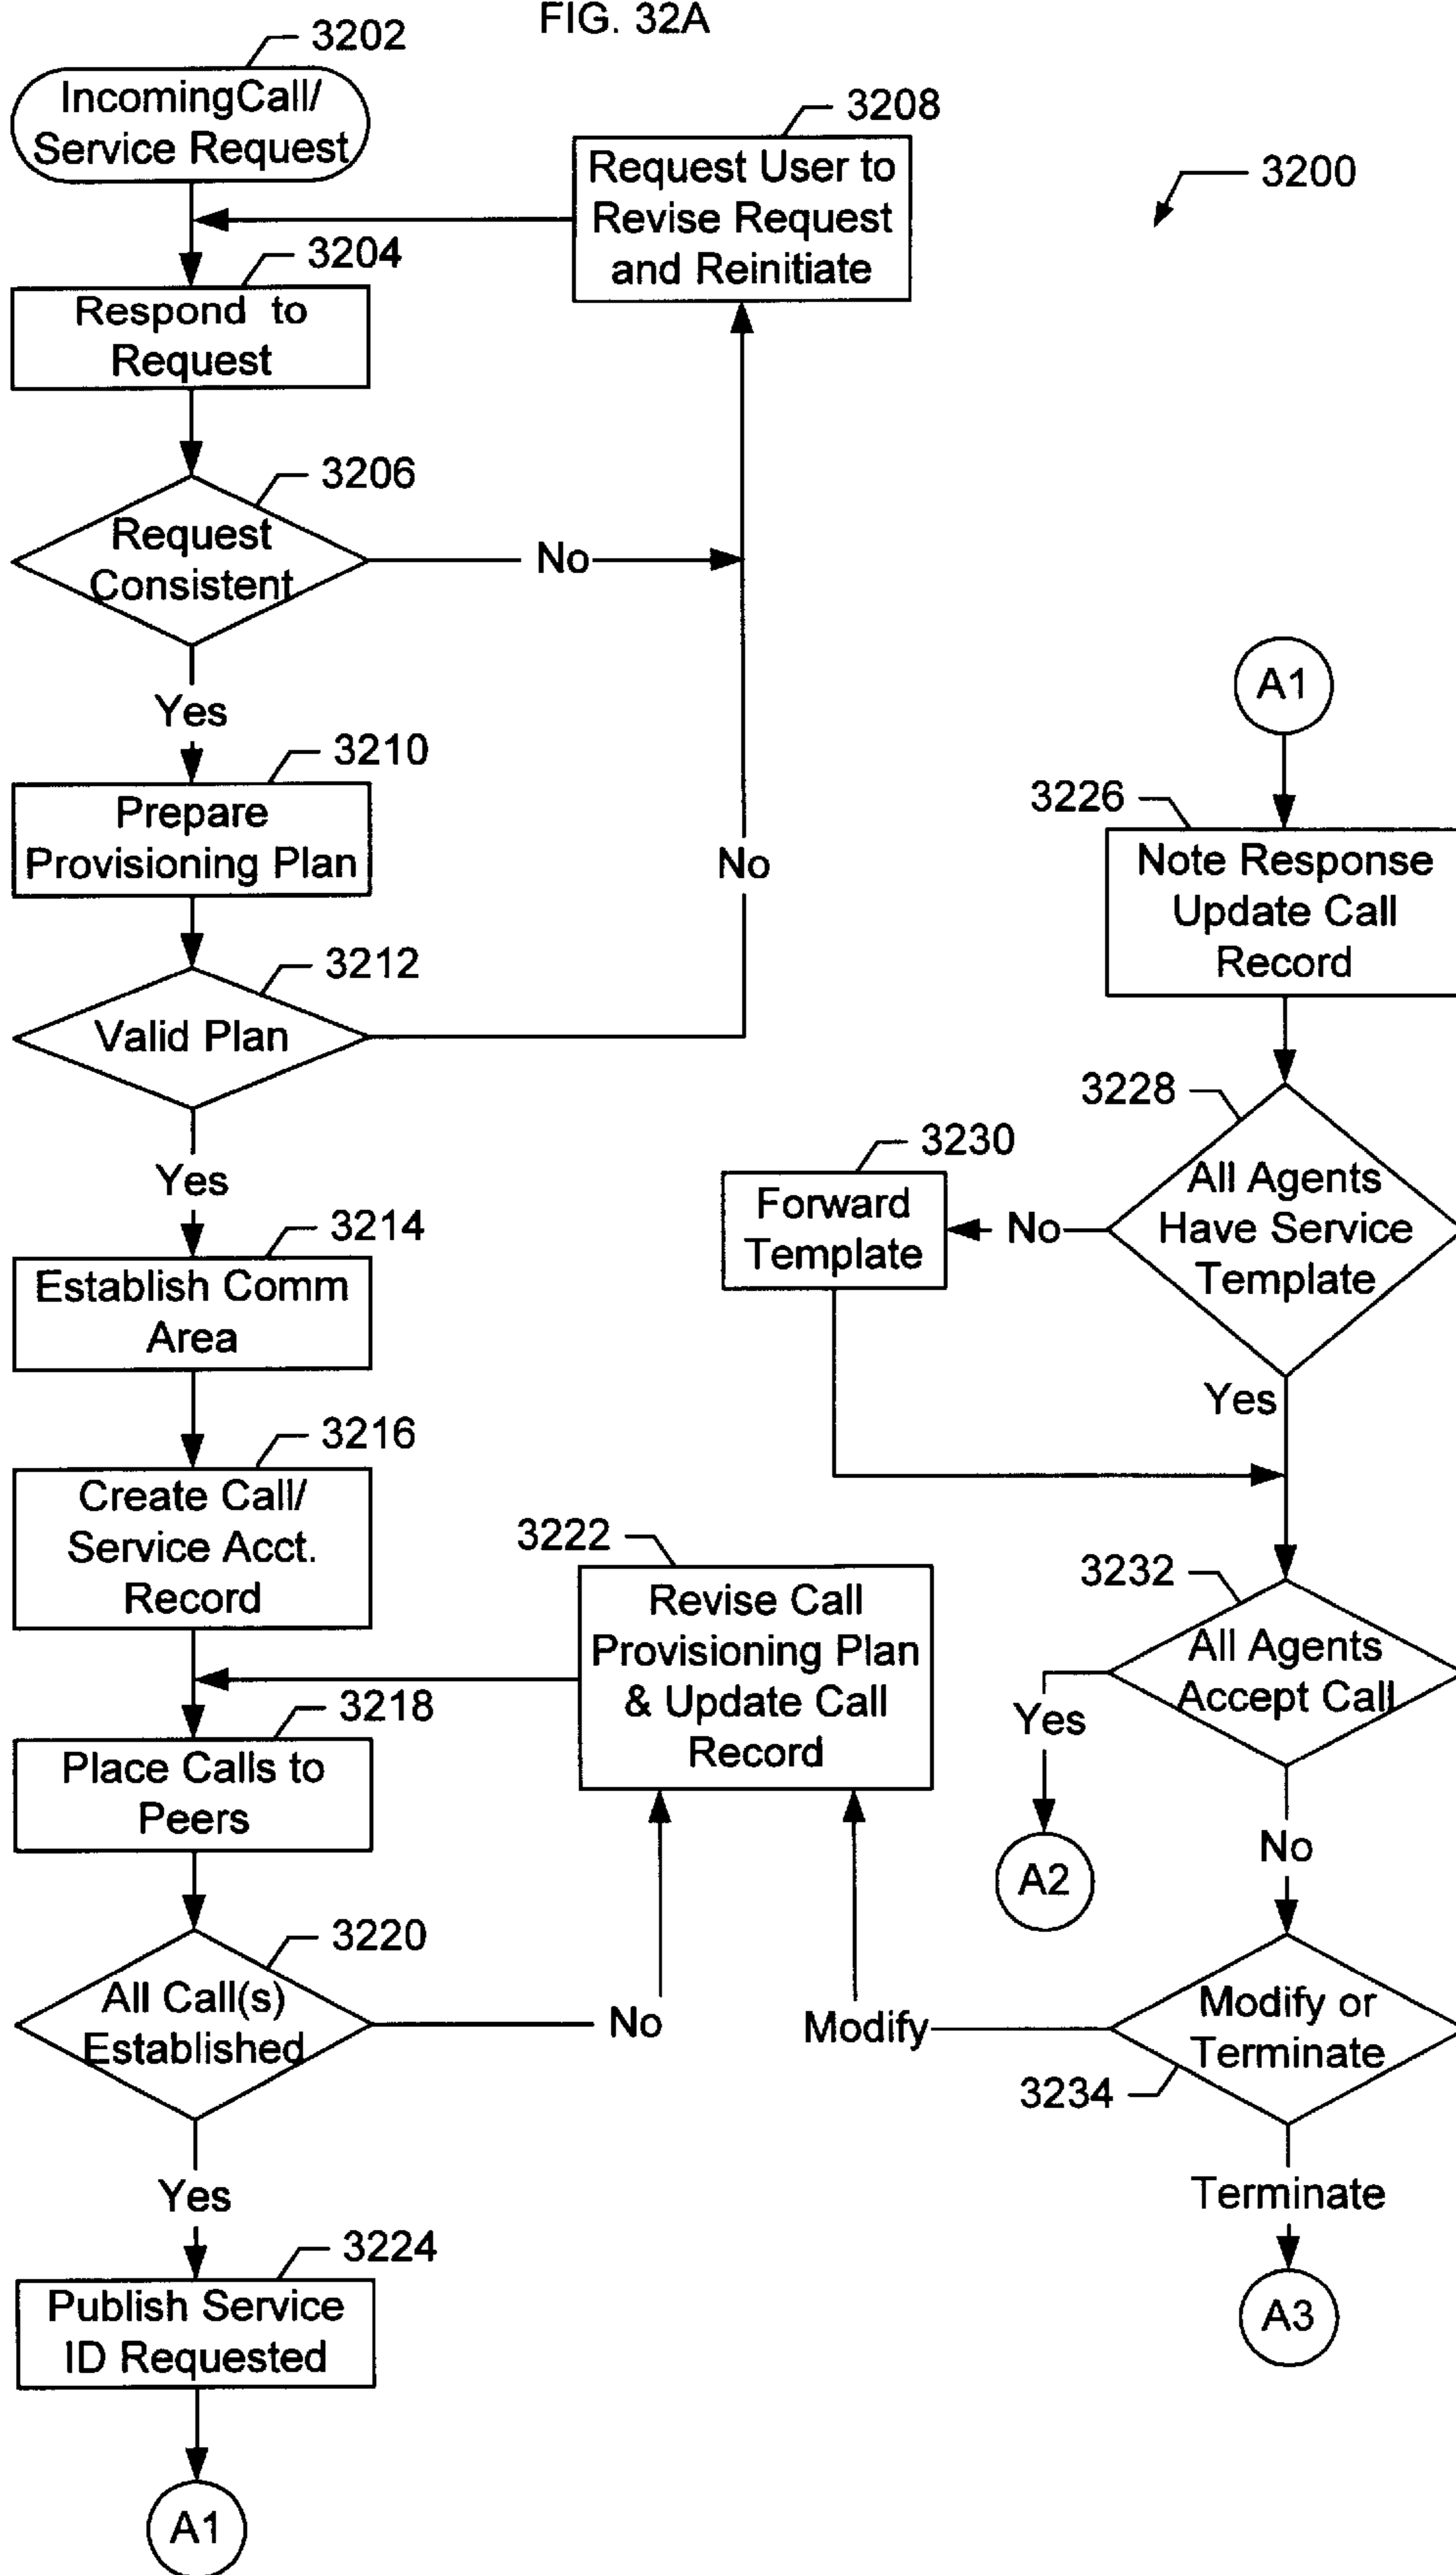 FIG. 32A
3202
IncomingCall/
Service Request
3208
Request User to
Revise Request
and Reinitiate
3200
3204
Respond to
Request
3206
Request
Consistent
No
Yes
3210
Prepare
Provisioning Plan
No
3212
Valid Plan
Yes
3214
Establish Comm
Area
3216
Create Call/
Service Acct.
Record
3222
Revise Call
Provisioning Plan
& Update Call
Record
3218
Place Calls to
Peers
3220
All Call(s)
Established
No
Yes
3224
Publish Service
ID Requested
A1
A1
3226
Note Response
Update Call
Record
3228
All Agents
Have Service
Template
No
3230
Forward
Template
Yes
3232
All Agents
Accept Call
Yes
A2
No
Modify or
Terminate
3234
Modify
Terminate
A3